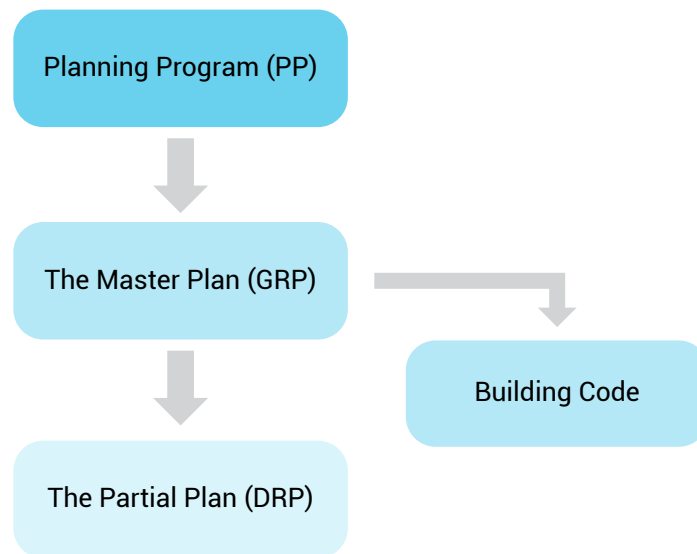 Planning Program (PP)
The Master Plan (GRP)
Building Code
The Partial Plan (DRP)